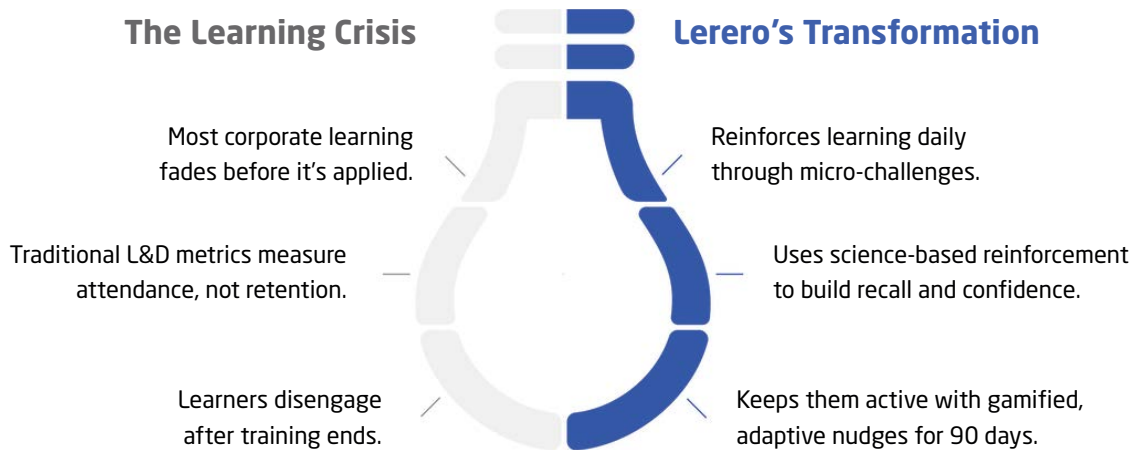 The Learning Crisis
Most corporate learning
fades before it's applied.
Traditional L&D metrics measure
attendance, not retention.
Learners disengage
after training ends.
Lerero's Transformation
Reinforces learning daily
through micro-challenges.
Uses science-based reinforcement
to build recall and confidence.
Keeps them active with gamified,
adaptive nudges for 90 days.